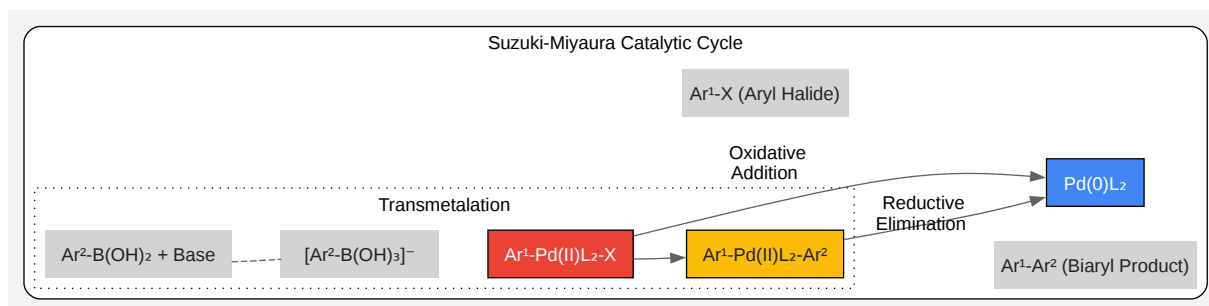 Suzuki-Miyaura Catalytic Cycle
Ar¹-X (Aryl Halide)
Oxidative
Addition
Pd(0)L₂
Transmetalation
Reductive
Elimination
Ar²-B(OH)₂ + Base
[Ar²-B(OH)₃]⁻
Ar¹-Pd(II)L₂-X
Ar¹-Pd(II)L₂-Ar²
Ar¹-Ar² (Biaryl Product)